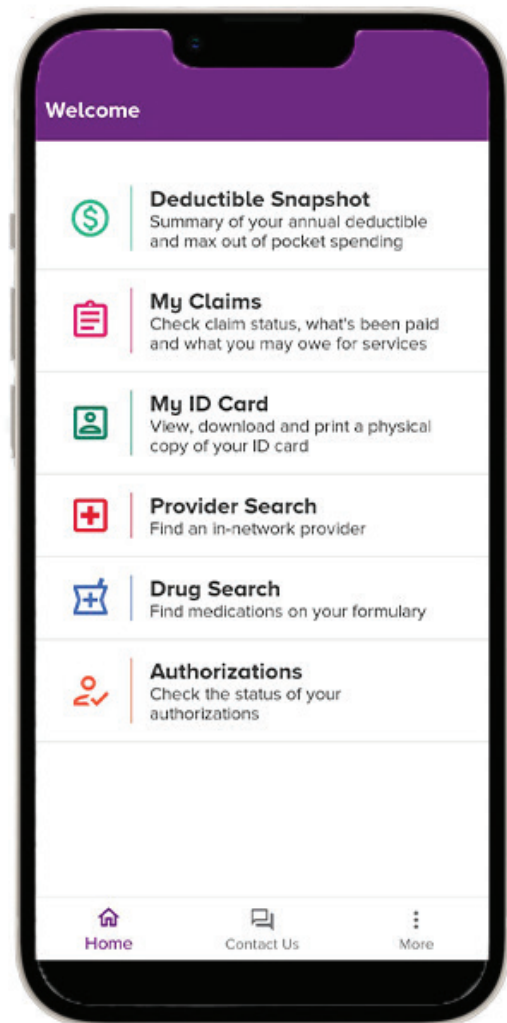 Welcome
Deductible Snapshot
Summary of your annual deductible
and max out of pocket spending
My Claims
Check claim status, what's been paid
and what you may owe for services
My ID Card
View, download and print a physical
copy of your ID card
Provider Search
Find an in-network provider
Drug Search
Find medications on your formulary
Authorizations
Check the status of your
authorizations
Home
Contact Us
More